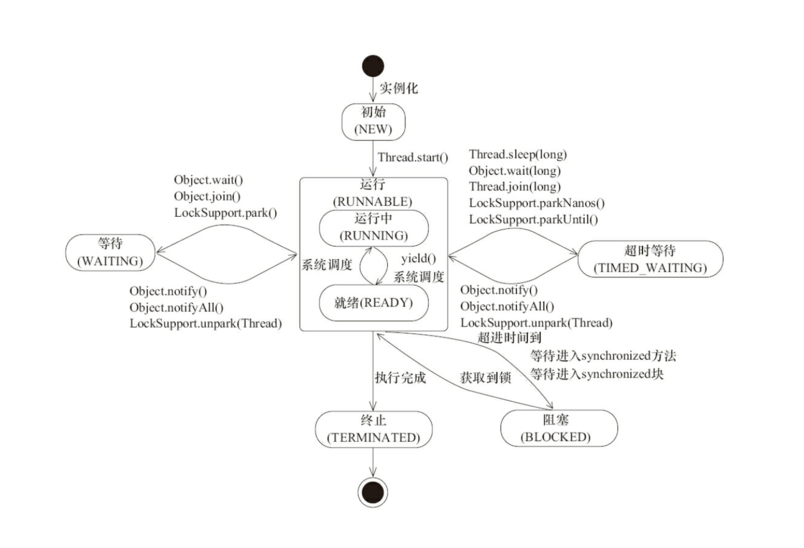 实例化
初始
(NEW)
Thread.start()
Object.wait()
Object.join()
LockSupport.park()
运行
(RUNNABLE)
运行中
(RUNNING)
系统调度
yield()
系统调度
就绪(READY)
Thread.sleep(long)
Object.wait(long)
Thread.join(long)
LockSupport.parkNanos()
LockSupport.parkUntil()
等待
(WAITING)
超时等待
(TIMED_WAITING)
Object.notify()
Object.notifyAll()
LockSupport.unpark(Thread)
Object.notify()
Object.notifyAll()
LockSupport.unpark(Thread)
超进时间到
等待进入synchronized方法
等待进入synchronized块
获取到锁
执行完成
终止
(TERMINATED)
阻塞
(BLOCKED)